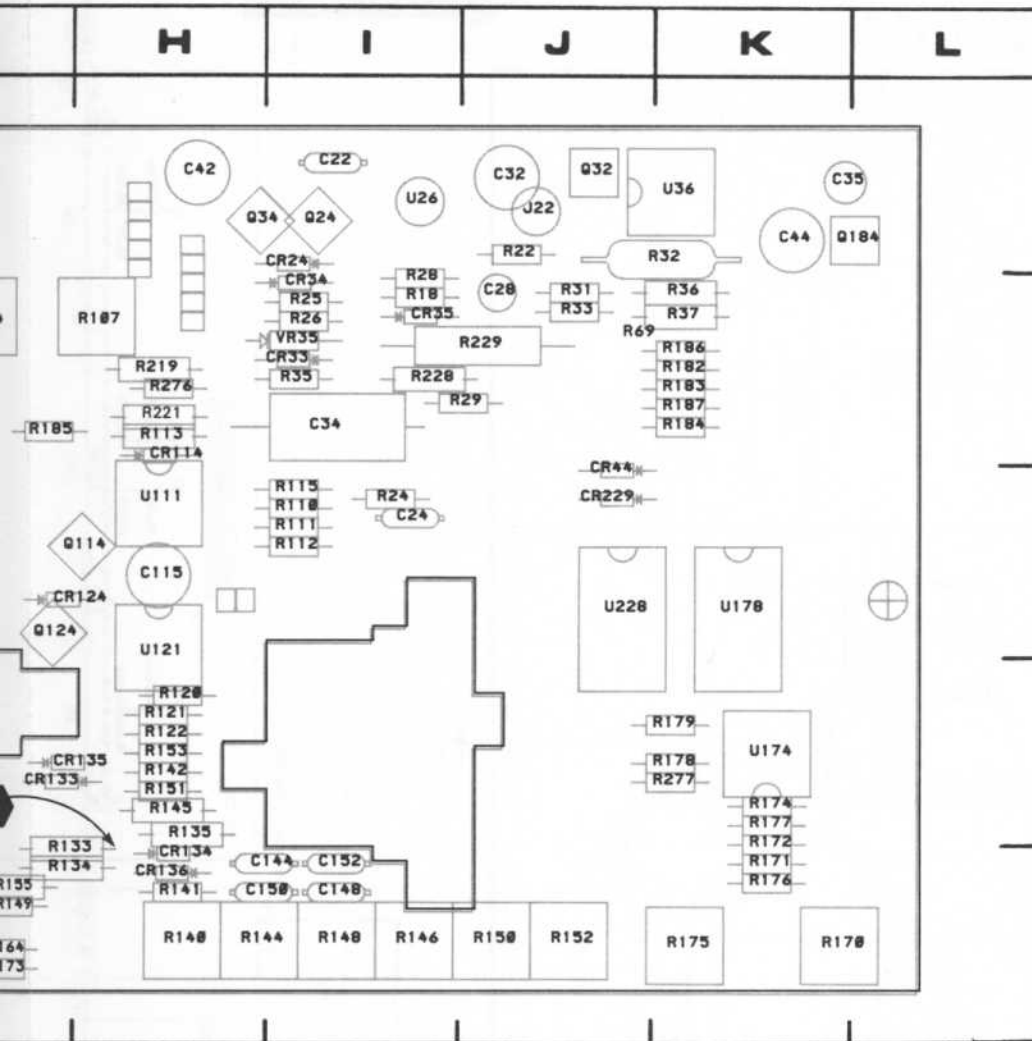 H I J K L
C42 C22 C32 Q32 U36 C35
Q34 Q24 U26 J22 C44 Q184
CR24 R22 R32
CR34 R28
R25 R18 C28 R31 R36
R107 R26 CR35 R33 R37
VR35 R229 R69
CR33 R186
R219 R35 R228 R182
R276 R183
R29 R187
R221 C34 R184
R185 R113
CR114
U111 R115 R24 CR44
R110 C24 CR229
R111
Q114 R112
C115
CR124 U228 U178
Q124 U121
R120
R121 R179
R122 U174
R153
CR135 R142 R178
CR133 R151 R277
R145 R174
R135 R177
R133 CR134 C144 C152 R172
R134 CR136 R171
R155 R141 C150 C148 R176
R149
R140 R144 R148 R146 R150 R152 R175 R170
164
173